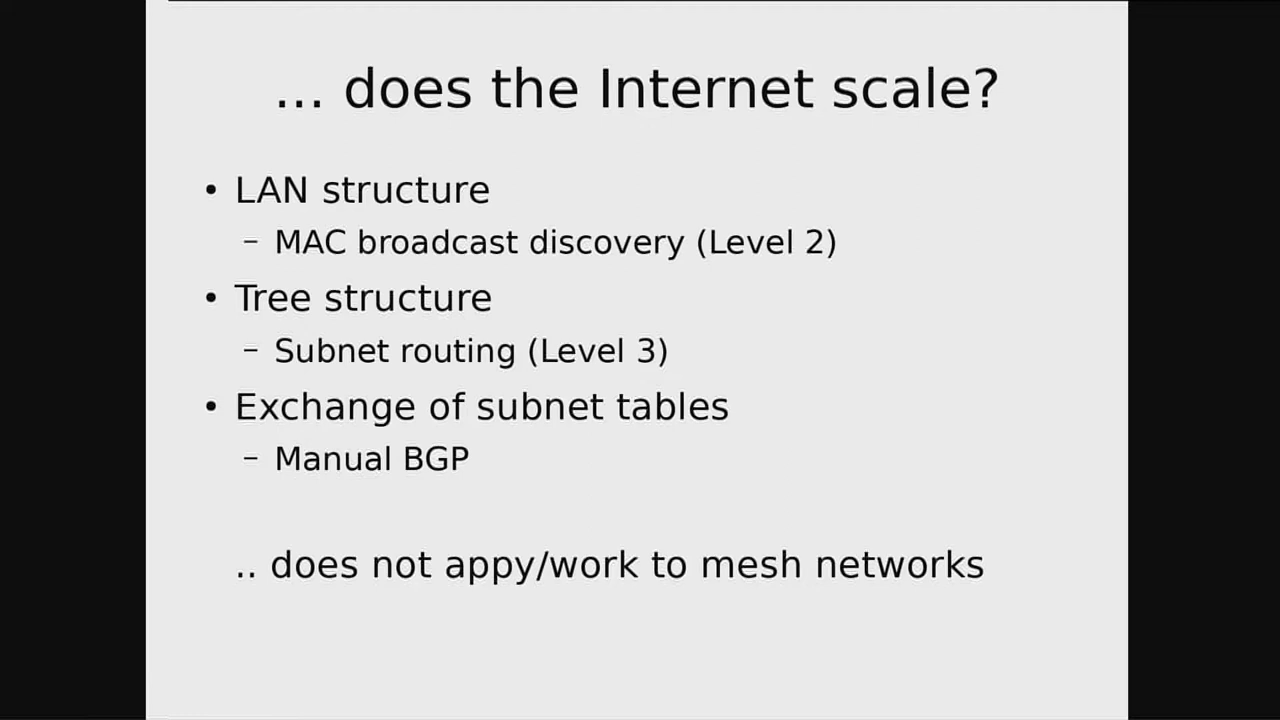 ... does the Internet scale?
• LAN structure
– MAC broadcast discovery (Level 2)
• Tree structure
– Subnet routing (Level 3)
• Exchange of subnet tables
– Manual BGP
.. does not appy/work to mesh networks